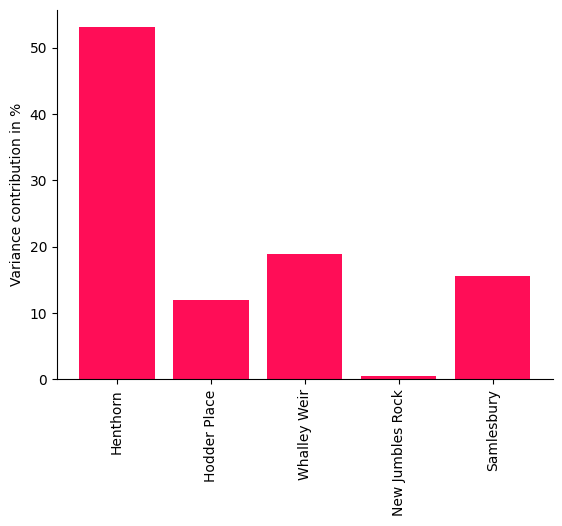 Variance contribution in %
50
40
30
20
10
0
Henthorn
Hodder Place
Whalley Weir
New Jumbles Rock
Samlesbury